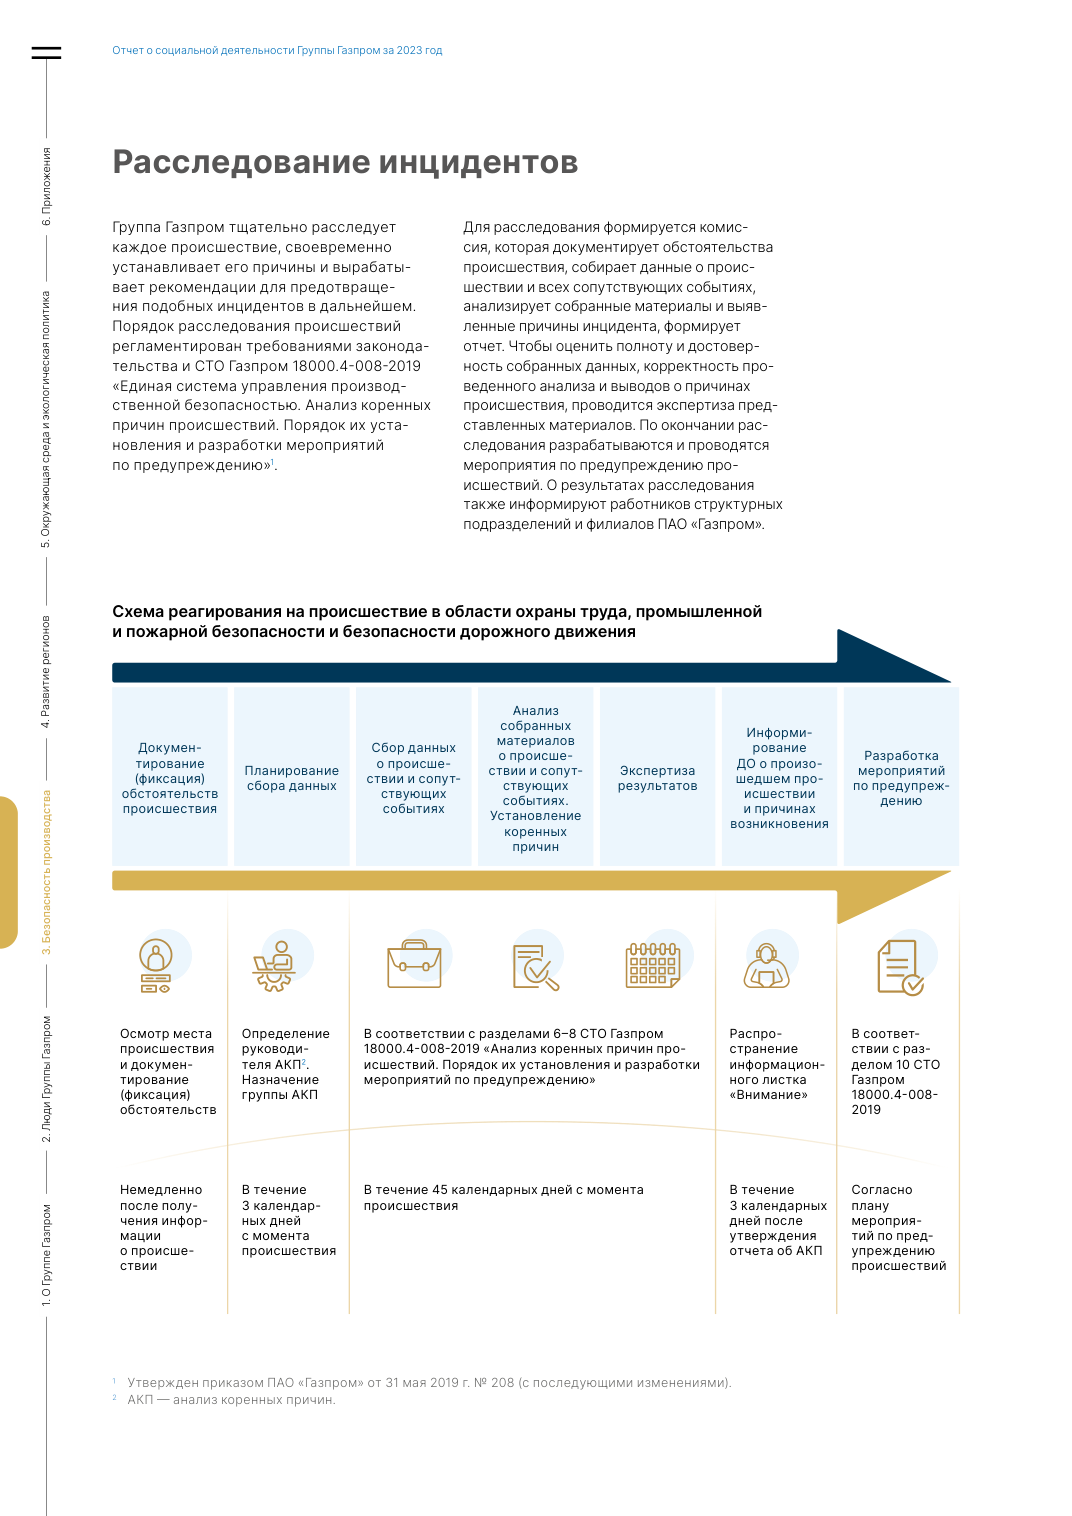 Отчет о социальной деятельности Группы Газпром за 2023 год
6. Приложения
5. Окружающая среда и экологическая политика
4. Развитие регионов
3. Безопасность производства
2. Люди Группы Газпром
1. О Группе Газпром
Расследование инцидентов
Группа Газпром тщательно расследует
каждое происшествие, своевременно
устанавливает его причины и вырабаты-
вает рекомендации для предотвраще-
ния подобных инцидентов в дальнейшем.
Порядок расследования происшествий
регламентирован требованиями законода-
тельства и СТО Газпром 18000.4-008-2019
«Единая система управления производ-
ственной безопасностью. Анализ коренных
причин происшествий. Порядок их уста-
новления и разработки мероприятий
по предупреждению»1.
Для расследования формируется комис-
сия, которая документирует обстоятельства
происшествия, собирает данные о проис-
шествии и всех сопутствующих событиях,
анализирует собранные материалы и выяв-
ленные причины инцидента, формирует
отчет. Чтобы оценить полноту и достовер-
ность собранных данных, корректность про-
веденного анализа и выводов о причинах
происшествия, проводится экспертиза пред-
ставленных материалов. По окончании рас-
следования разрабатываются и проводятся
мероприятия по предупреждению про-
исшествий. О результатах расследования
также информируют работников структурных
подразделений и филиалов ПАО «Газпром».
Схема реагирования на происшествие в области охраны труда, промышленной
и пожарной безопасности и безопасности дорожного движения
Докумен-
тирование
(фиксация)
обстоятельств
происшествия
Планирование
сбора данных
Сбор данных
о происше-
ствии и сопут-
ствующих
событиях
Анализ
собранных
материалов
о происше-
ствии и сопут-
ствующих
событиях.
Установление
коренных
причин
Экспертиза
результатов
Информи-
рование
ДО о произо-
шедшем про-
исшествии
и причинах
возникновения
Разработка
мероприятий
по предупреж-
дению
Осмотр места
происшествия
и докумен-
тирование
(фиксация)
обстоятельств
Определение
руководи-
теля АКП2.
Назначение
группы АКП
В соответствии с разделами 6–8 СТО Газпром
18000.4-008-2019 «Анализ коренных причин про-
исшествий. Порядок их установления и разработки
мероприятий по предупреждению»
Распро-
странение
информацион-
ного листка
«Внимание»
В соответ-
ствии с раз-
делом 10 СТО
Газпром
18000.4-008-
2019
Немедленно
после полу-
чения инфор-
мации
о происше-
ствии
В течение
3 календар-
ных дней
с момента
происшествия
В течение 45 календарных дней с момента
происшествия
В течение
3 календарных
дней после
утверждения
отчета об АКП
Согласно
плану
мероприя-
тий по пред-
упреждению
происшествий
1 Утвержден приказом ПАО «Газпром» от 31 мая 2019 г. № 208 (с последующими изменениями).
2 АКП — анализ коренных причин.